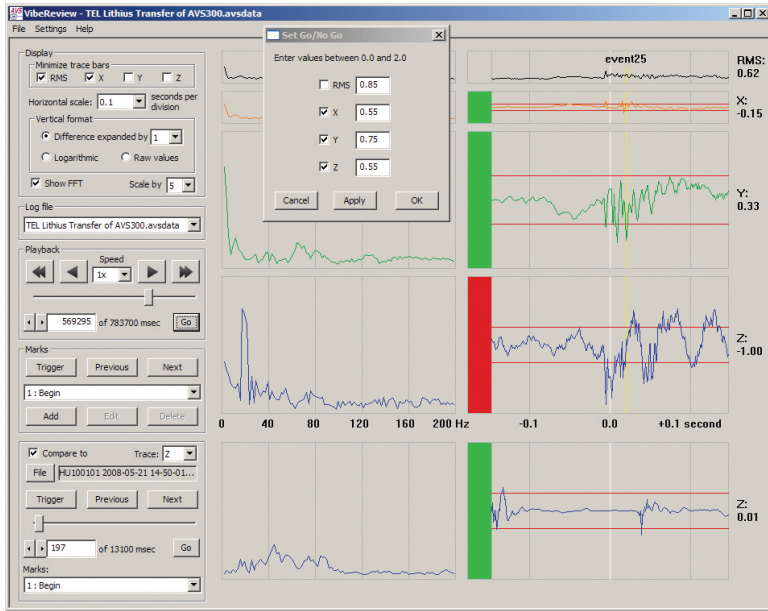 VibeReview - TEL Lithius Transfer of AVS300.avsdata
File Settings Help
Display
Minimize trace bars
RMS X Y Z
Horizontal scale: 0.1 seconds per division
Vertical format
Difference expanded by 1
Logarithmic Raw values
Show FFT Scale by 5
Log file
TEL Lithius Transfer of AVS300.avsdata
Playback
Speed
1x
569295 of 783700 msec Go
Marks
Trigger Previous Next
1 : Begin
Add Edit Delete
Compare to Trace: Z
File HU100101 2008-05-21 14-50-01...
Trigger Previous Next
197 of 13100 msec Go
Marks:
1 : Begin
Set Go/No Go
Enter values between 0.0 and 2.0
RMS 0.85
X 0.55
Y 0.75
Z 0.55
Cancel Apply OK
event25
RMS:
0.62
X:
-0.15
Y:
0.33
Z:
-1.00
0 40 80 120 160 200 Hz
-0.1 0.0 +0.1 second
Z:
0.01